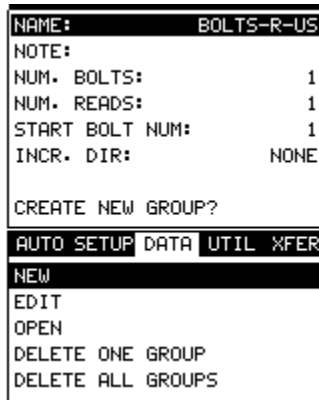 NAME: BOLTS-R-US
NOTE:
NUM. BOLTS: 1
NUM. READS: 1
START BOLT NUM: 1
INCR. DIR: NONE
CREATE NEW GROUP?
AUTO SETUP DATA UTIL XFER
NEW
EDIT
OPEN
DELETE ONE GROUP
DELETE ALL GROUPS